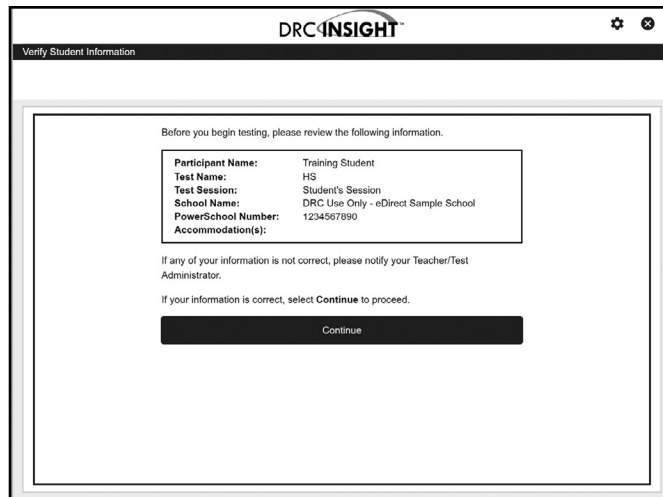 DRC INSIGHT™
Verify Student Information
Before you begin testing, please review the following information.
Participant Name: Training Student
Test Name: HS
Test Session: Student's Session
School Name: DRC Use Only - eDirect Sample School
PowerSchool Number: 1234567890
Accommodation(s):
If any of your information is not correct, please notify your Teacher/Test
Administrator.
If your information is correct, select Continue to proceed.
Continue